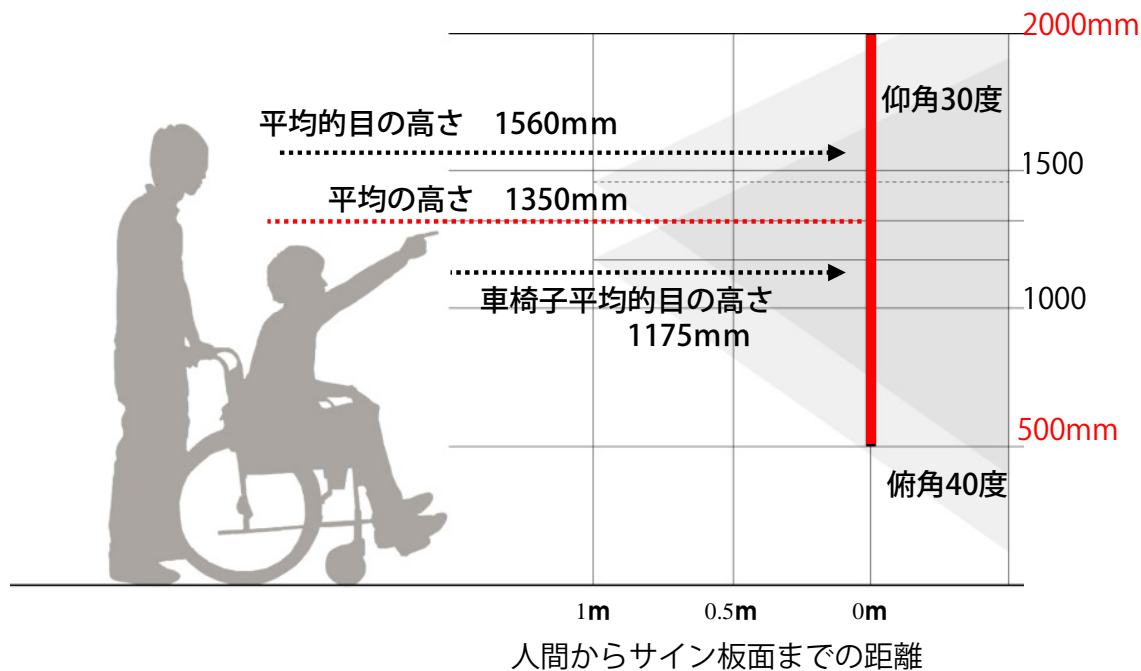 2000mm
仰角30度
平均的目の高さ 1560mm
1500
平均の高さ 1350mm
車椅子平均的目の高さ
1175mm
1000
500mm
俯角40度
1m 0.5m 0m
人間からサイン板面までの距離